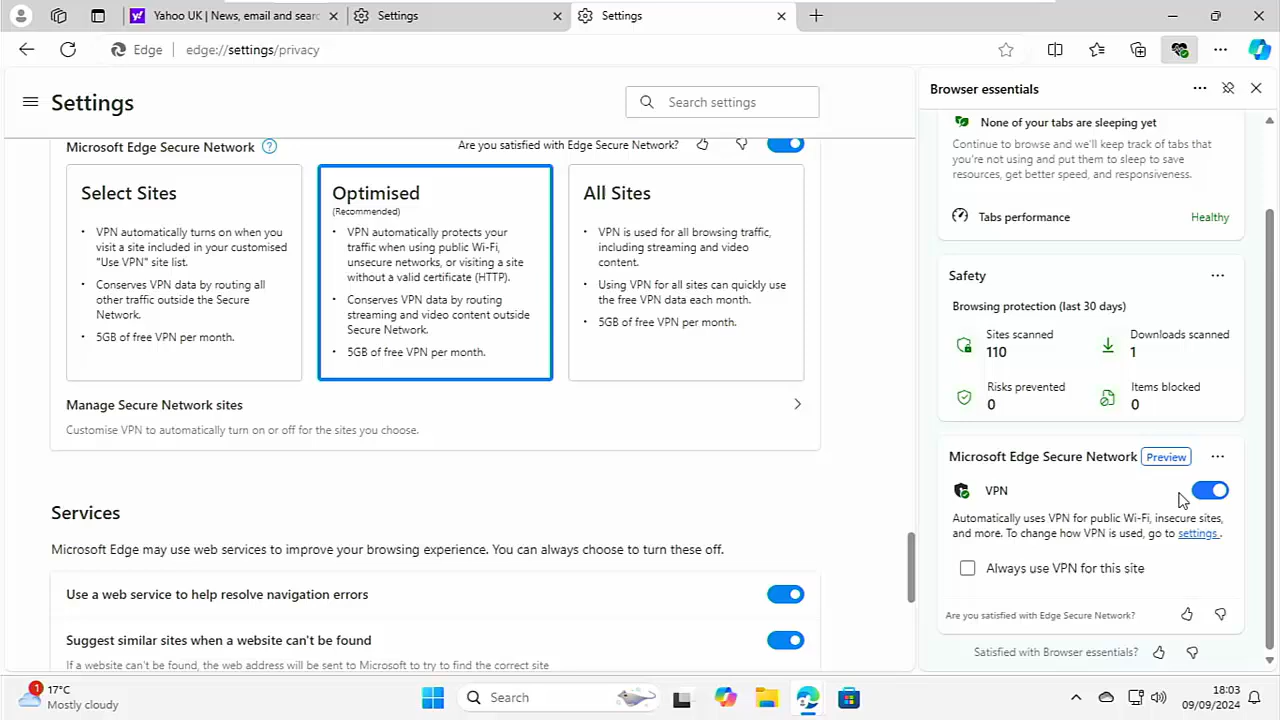 Yahoo UK | News, email and searc
Settings
Settings
Edge
edge://settings/privacy
Settings
Search settings
Microsoft Edge Secure Network
Are you satisfied with Edge Secure Network?
Select Sites
• VPN automatically turns on when you
visit a site included in your customised
"Use VPN" site list.
• Conserves VPN data by routing all
other traffic outside the Secure
Network.
• 5GB of free VPN per month.
Optimised
(Recommended)
• VPN automatically protects your
traffic when using public Wi-Fi,
unsecure networks, or visiting a site
without a valid certificate (HTTP).
• Conserves VPN data by routing
streaming and video content outside
Secure Network.
• 5GB of free VPN per month.
All Sites
• VPN is used for all browsing traffic,
including streaming and video
content.
• Using VPN for all sites can quickly use
the free VPN data each month.
• 5GB of free VPN per month.
Manage Secure Network sites
Customise VPN to automatically turn on or off for the sites you choose.
Services
Microsoft Edge may use web services to improve your browsing experience. You can always choose to turn these off.
Use a web service to help resolve navigation errors
Suggest similar sites when a website can't be found
If a website can't be found, the web address will be sent to Microsoft to try to find the correct site
Browser essentials
None of your tabs are sleeping yet
Continue to browse and we'll keep track of tabs that
you're not using and put them to sleep to save
resources, get better speed, and responsiveness.
Tabs performance
Healthy
Safety
Browsing protection (last 30 days)
Sites scanned
110
Downloads scanned
1
Risks prevented
0
Items blocked
0
Microsoft Edge Secure Network Preview
VPN
Automatically uses VPN for public Wi-Fi, insecure sites,
and more. To change how VPN is used, go to settings.
Always use VPN for this site
Are you satisfied with Edge Secure Network?
Satisfied with Browser essentials?
1
17°C
Mostly cloudy
Search
18:03
09/09/2024